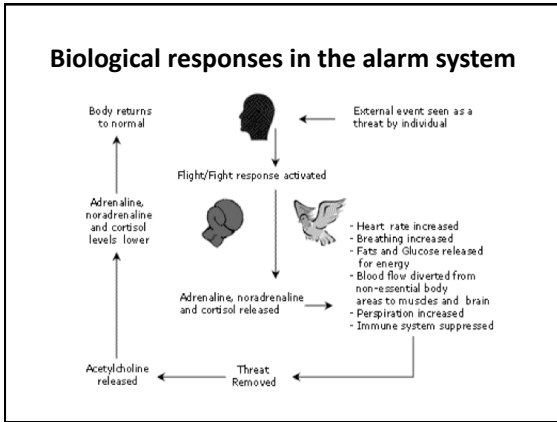 Biological responses in the alarm system
Body returns
to normal
External event seen as a
threat by individual
Flight/Fight response activated
Adrenaline,
noradrenaline
and cortisol
levels lower
- Heart rate increased
- Breathing increased
- Fats and Glucose released
for energy
- Blood flow diverted from
non-essential body
areas to muscles and brain
- Perspiration increased
- Immune system suppressed
Adrenaline, noradrenaline
and cortisol released
Acetylcholine
released
Threat
Removed